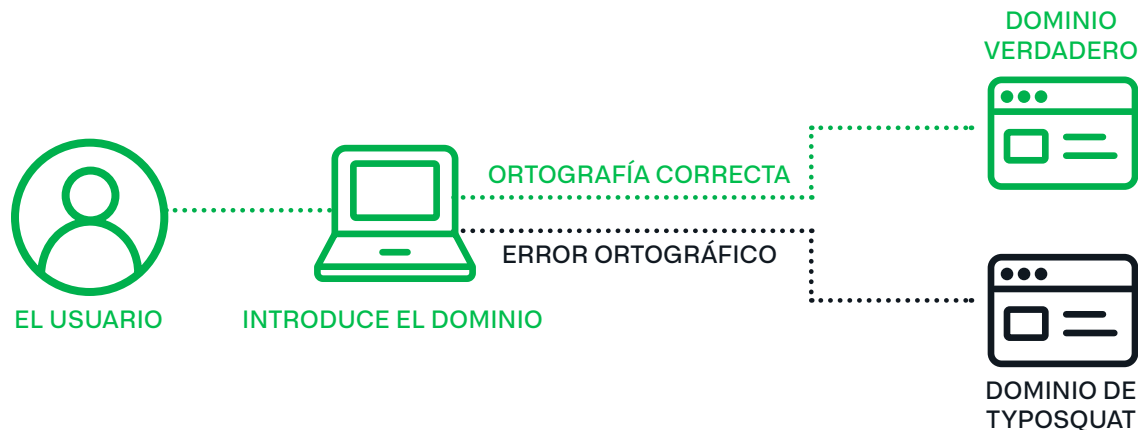 EL USUARIO
INTRODUCE EL DOMINIO
ORTOGRAFÍA CORRECTA
ERROR ORTOGRÁFICO
DOMINIO
VERDADERO
DOMINIO DE
TYPOSQUAT